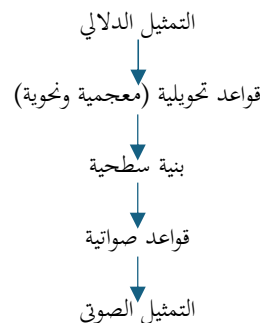 التمثيل الدلالي
قواعد تحويلية (معجمية ونحوية)
بنية سطحية
قواعد صواتية
التمثيل الصوتي